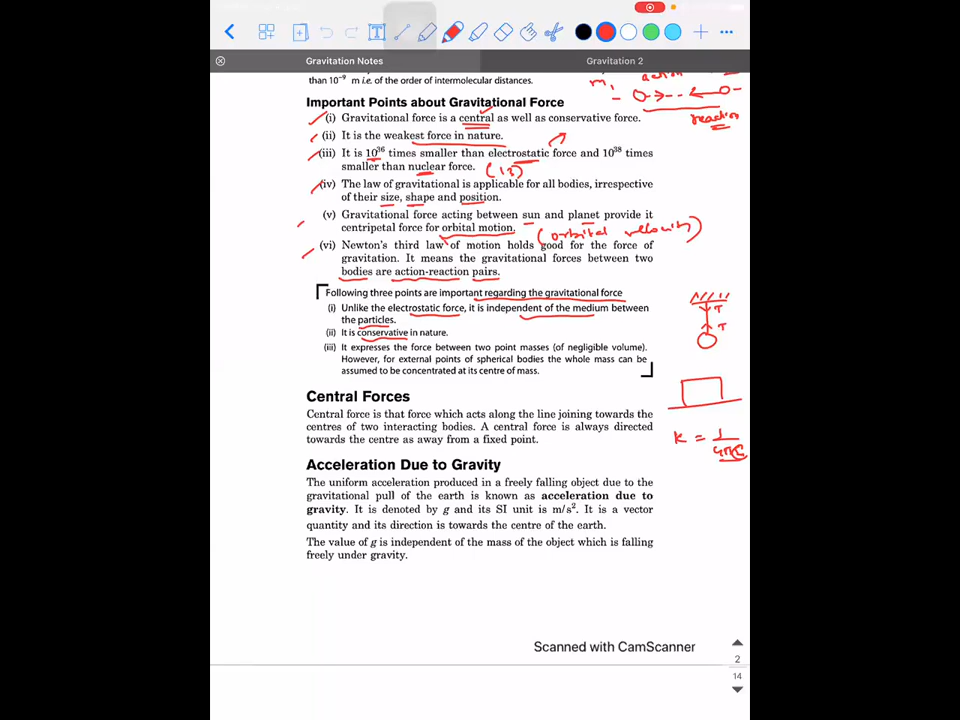 Gravitation Notes
Gravitation 2
than 10⁻⁹ m i.e. of the order of intermolecular distances.
action
m₁
reaction
Important Points about Gravitational Force
(i) Gravitational force is a central as well as conservative force.
(ii) It is the weakest force in nature.
(iii) It is 10³⁶ times smaller than electrostatic force and 10³⁸ times
smaller than nuclear force.
(iv) The law of gravitational is applicable for all bodies, irrespective
of their size, shape and position.
(v) Gravitational force acting between sun and planet provide it
centripetal force for orbital motion.
(orbital velocity)
(vi) Newton's third law of motion holds good for the force of
gravitation. It means the gravitational forces between two
bodies are action-reaction pairs.
Following three points are important regarding the gravitational force
(i) Unlike the electrostatic force, it is independent of the medium between
the particles.
(ii) It is conservative in nature.
(iii) It expresses the force between two point masses (of negligible volume).
However, for external points of spherical bodies the whole mass can be
assumed to be concentrated at its centre of mass.
T
T
Central Forces
Central force is that force which acts along the line joining towards the
centres of two interacting bodies. A central force is always directed
towards the centre as away from a fixed point.
Acceleration Due to Gravity
The uniform acceleration produced in a freely falling object due to the
gravitational pull of the earth is known as acceleration due to
gravity. It is denoted by g and its SI unit is m/s². It is a vector
quantity and its direction is towards the centre of the earth.
The value of g is independent of the mass of the object which is falling
freely under gravity.
Scanned with CamScanner
2
14